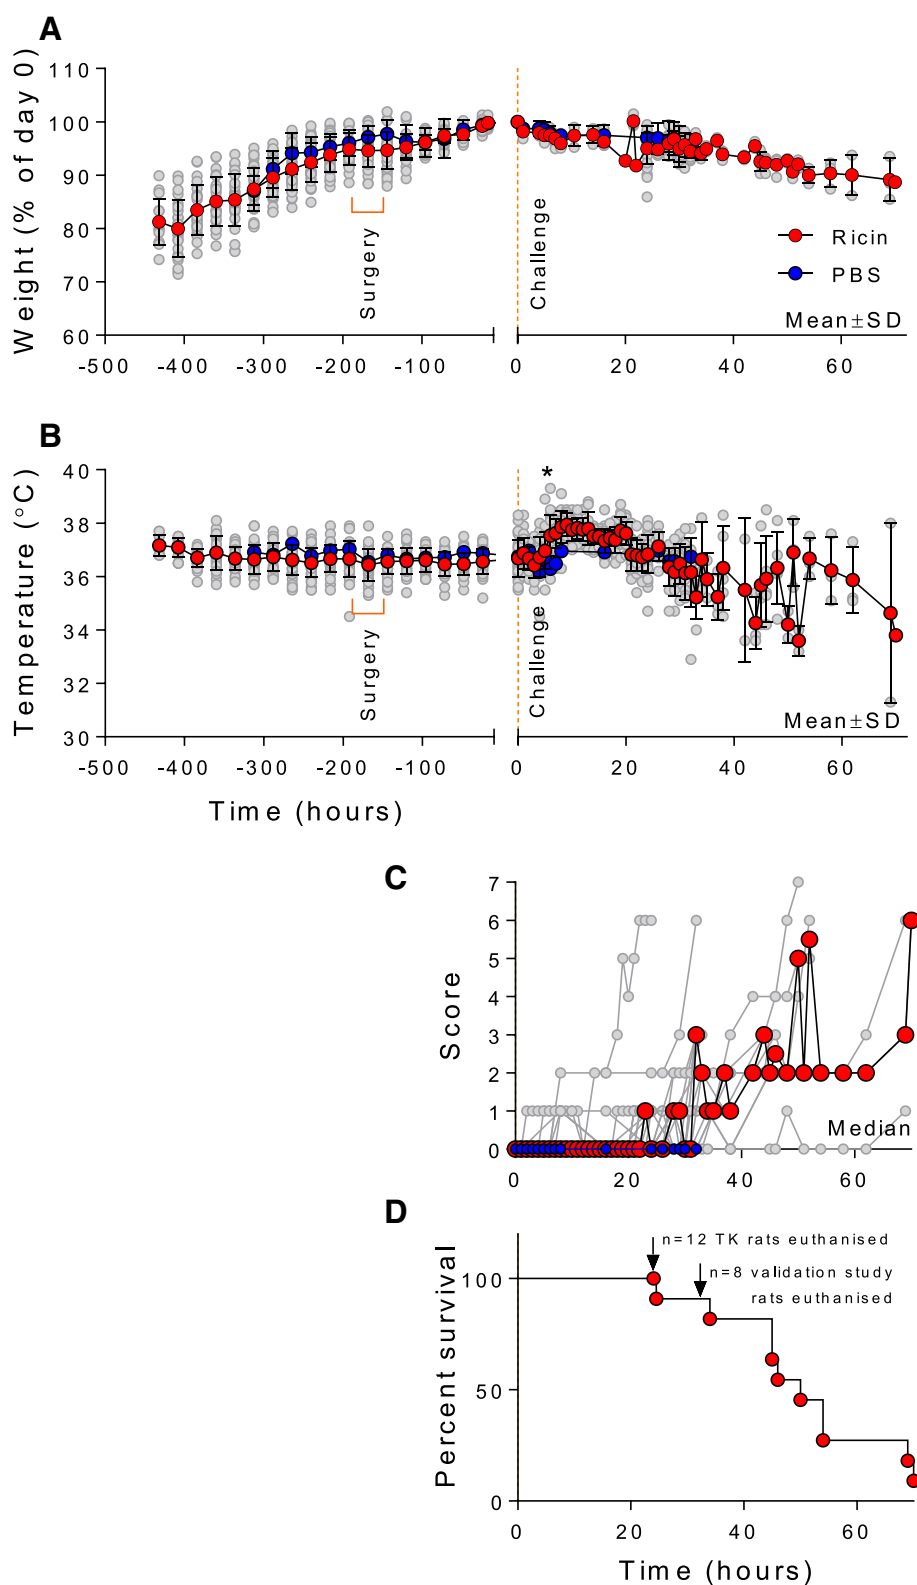 A
Weight (% of day 0)
110
100
90
80
70
60
Surgery
Challenge
Ricin
PBS
Mean±SD
-500 -400 -300 -200 -100 0 20 40 60
B
Temperature (°C)
40
38
36
34
32
30
*
Surgery
Challenge
Mean±SD
-500 -400 -300 -200 -100 0 20 40 60
Time (hours)
C
Score
7
6
5
4
3
2
1
0
Median
0 20 40 60
D
Percent survival
n=12 TK rats euthanised
n=8 validation study
rats euthanised
100
50
0
0 20 40 60
Time (hours)